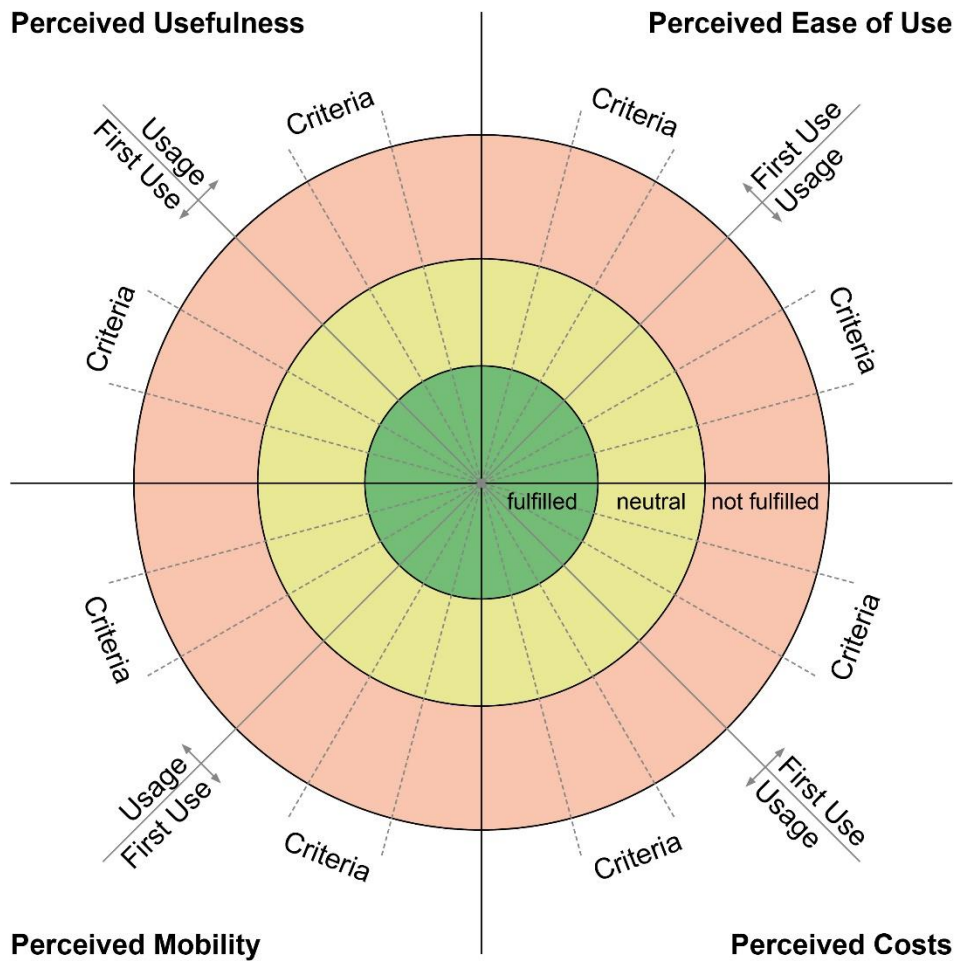 Perceived Usefulness
Perceived Ease of Use
Criteria
Criteria
Usage
First Use
First Use
Usage
Criteria
Criteria
fulfilled
neutral
not fulfilled
Criteria
Criteria
Usage
First Use
First Use
Usage
Criteria
Criteria
Perceived Mobility
Perceived Costs